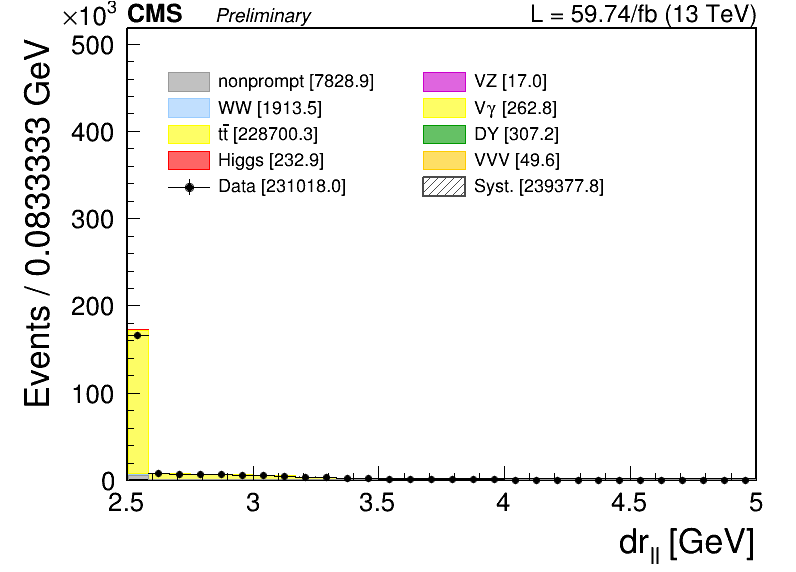 ×10³ CMS Preliminary L = 59.74/fb (13 TeV)
Events / 0.0833333 GeV
500
400
300
200
100
0
nonprompt [7828.9] VZ [17.0]
WW [1913.5] Vγ [262.8]
tt̄ [228700.3] DY [307.2]
Higgs [232.9] VVV [49.6]
Data [231018.0] Syst. [239377.8]
2.5 3 3.5 4 4.5 5
dr_ll [GeV]